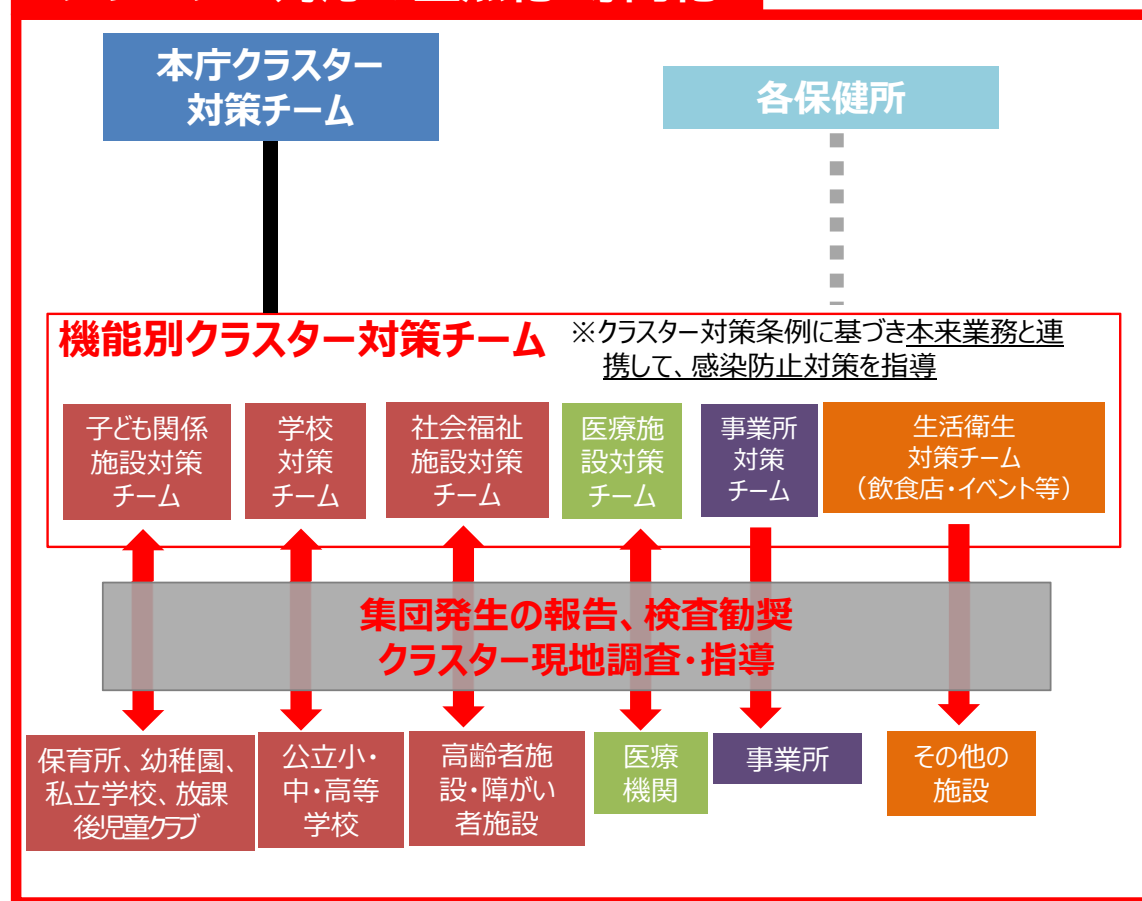 本庁クラスター
対策チーム
各保健所
機能別クラスター対策チーム
※クラスター対策条例に基づき本来業務と連
携して、感染防止対策を指導
子ども関係
施設対策
チーム
学校
対策
チーム
社会福祉
施設対策
チーム
医療施
設対策
チーム
事業所
対策
チーム
生活衛生
対策チーム
（飲食店・イベント等）
集団発生の報告、検査勧奨
クラスター現地調査・指導
保育所、幼稚園、
私立学校、放課
後児童クラブ
公立小・
中・高等
学校
高齢者施
設・障がい
者施設
医療
機関
事業所
その他の
施設